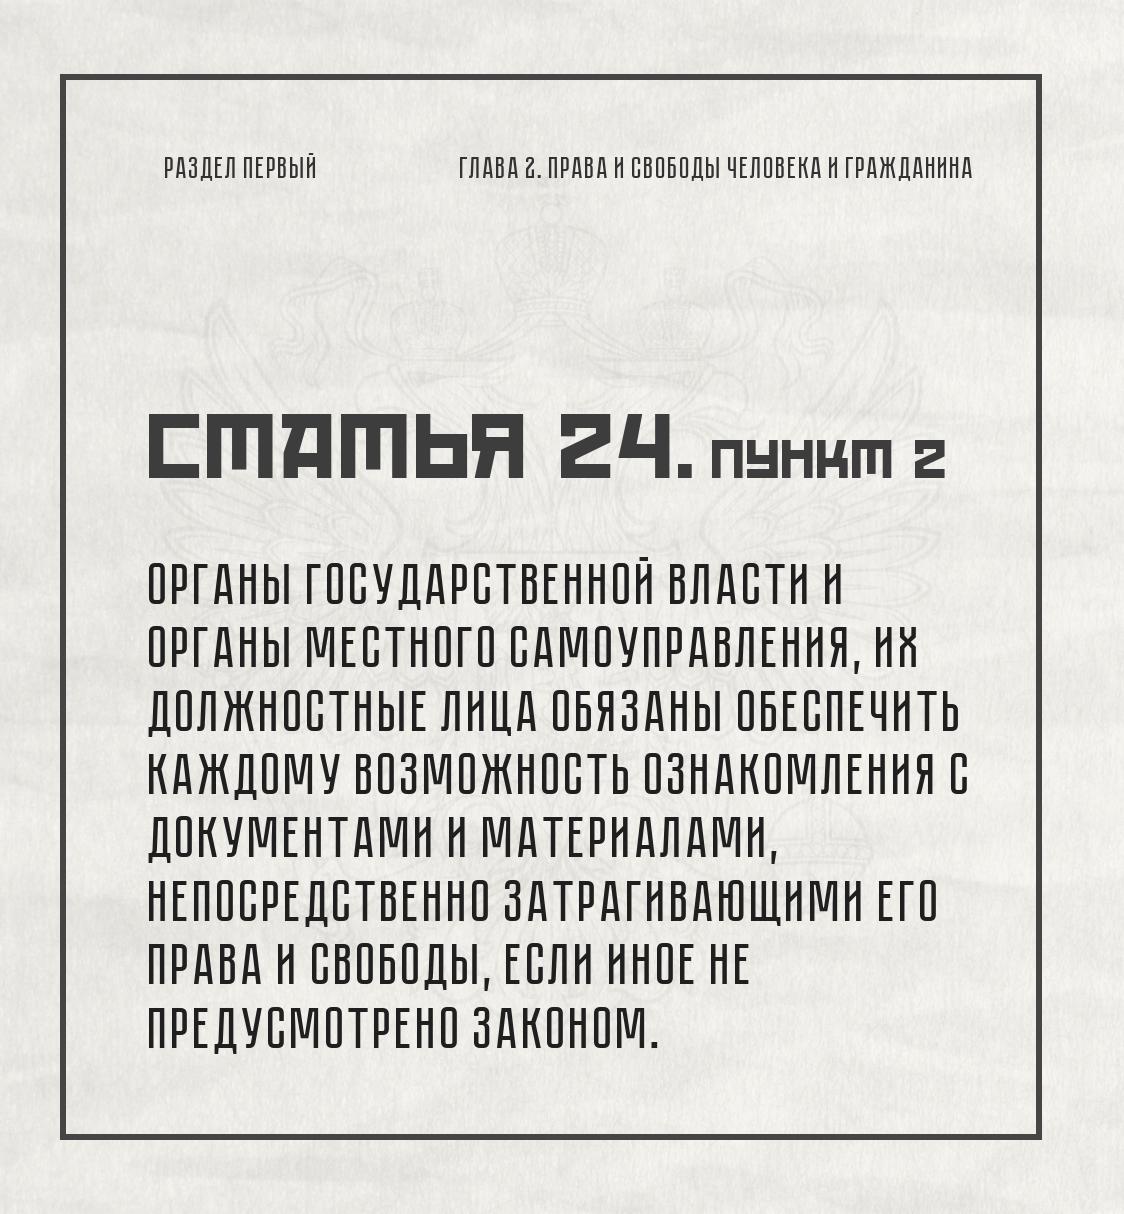 РАЗДЕЛ ПЕРВЫЙ
ГЛАВА 2. ПРАВА И СВОБОДЫ ЧЕЛОВЕКА И ГРАЖДАНИНА
СТАТЬЯ 24. ПУНКТ 2
ОРГАНЫ ГОСУДАРСТВЕННОЙ ВЛАСТИ И
ОРГАНЫ МЕСТНОГО САМОУПРАВЛЕНИЯ, ИХ
ДОЛЖНОСТНЫЕ ЛИЦА ОБЯЗАНЫ ОБЕСПЕЧИТЬ
КАЖДОМУ ВОЗМОЖНОСТЬ ОЗНАКОМЛЕНИЯ С
ДОКУМЕНТАМИ И МАТЕРИАЛАМИ,
НЕПОСРЕДСТВЕННО ЗАТРАГИВАЮЩИМИ ЕГО
ПРАВА И СВОБОДЫ, ЕСЛИ ИНОЕ НЕ
ПРЕДУСМОТРЕНО ЗАКОНОМ.